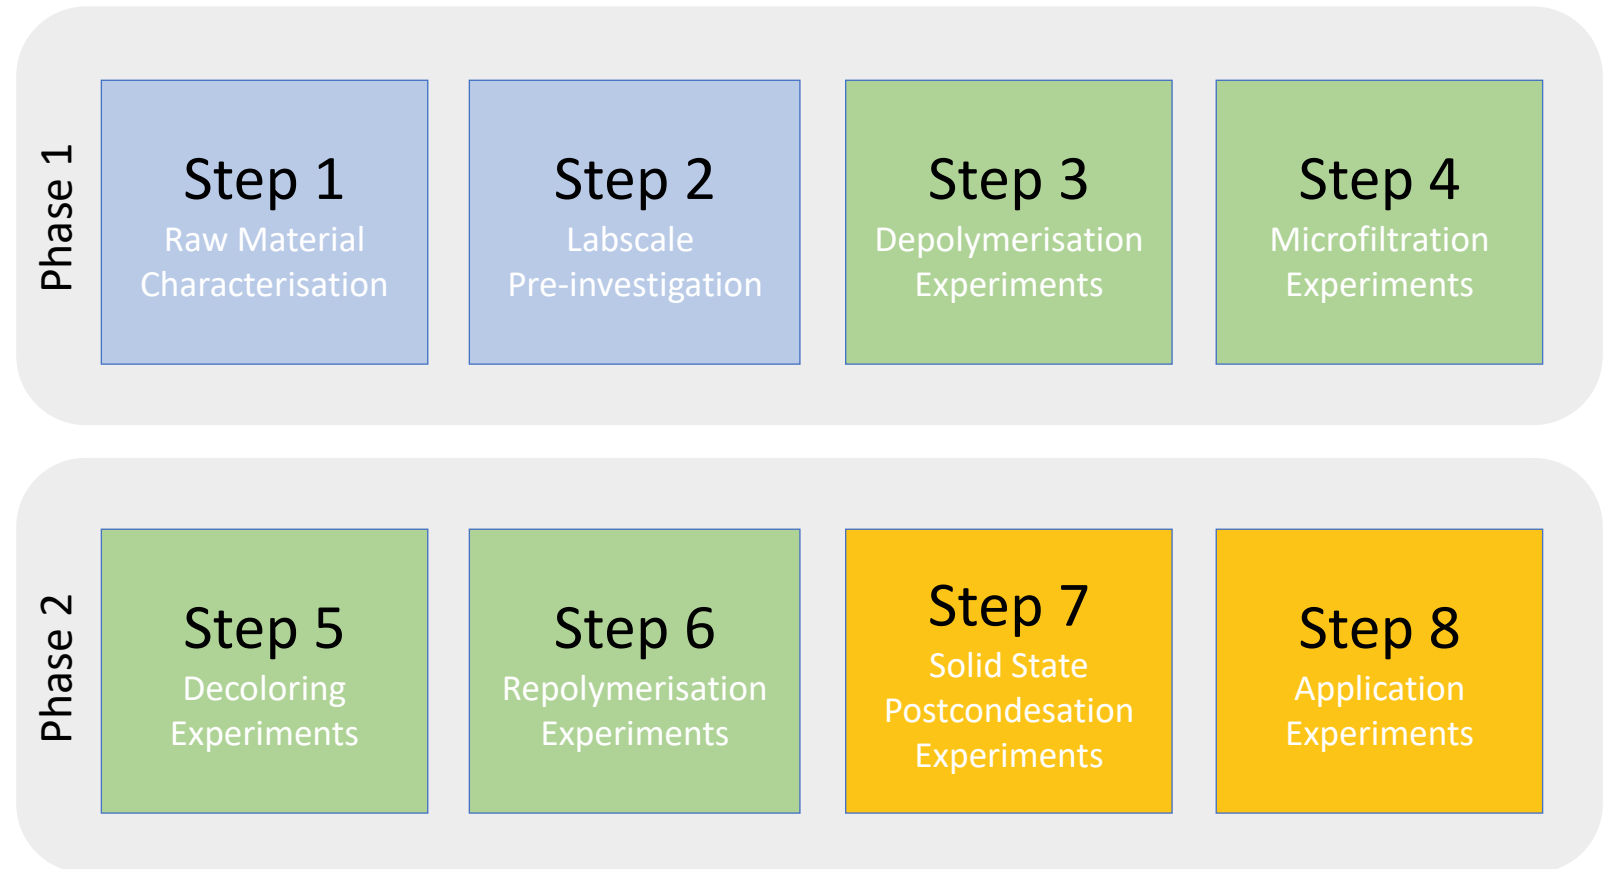 Phase 1
Step 1
Raw Material
Characterisation
Step 2
Labscale
Pre-investigation
Step 3
Depolymerisation
Experiments
Step 4
Microfiltration
Experiments
Phase 2
Step 5
Decoloring
Experiments
Step 6
Repolymerisation
Experiments
Step 7
Solid State
Postcondesation
Experiments
Step 8
Application
Experiments